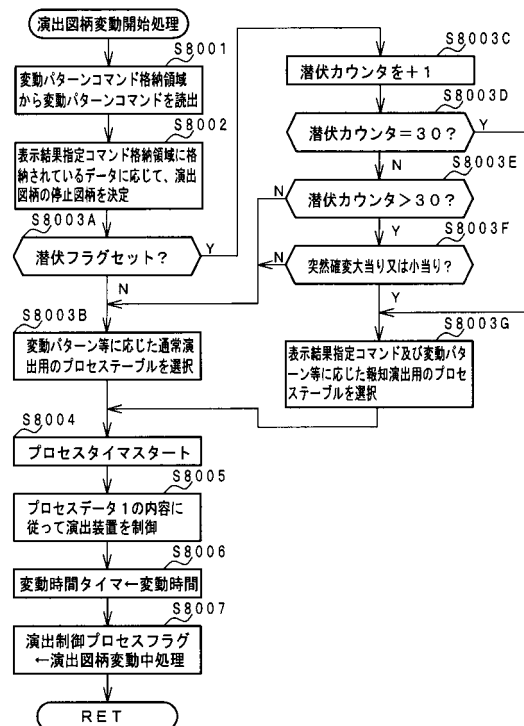 演出図柄変動開始処理
S8001
変動パターンコマンド格納領域
から変動パターンコマンドを読出
S8002
表示結果指定コマンド格納領域に格
納されているデータに応じて、演出
図柄の停止図柄を決定
S8003A
潜伏フラグセット?
Y
N
S8003B
変動パターン等に応じた通常演
出用のプロセステーブルを選択
S8003C
潜伏カウンタを+1
S8003D
潜伏カウンタ=30?
Y
N
S8003E
潜伏カウンタ>30?
N
Y
S8003F
突然確変大当り又は小当り?
N
Y
S8003G
表示結果指定コマンド及び変動パタ
ーン等に応じた報知演出用のプロセ
ステーブルを選択
S8004
プロセスタイマスタート
S8005
プロセスデータ1の内容に
従って演出装置を制御
S8006
変動時間タイマ←変動時間
S8007
演出制御プロセスフラグ
←演出図柄変動中処理
RET